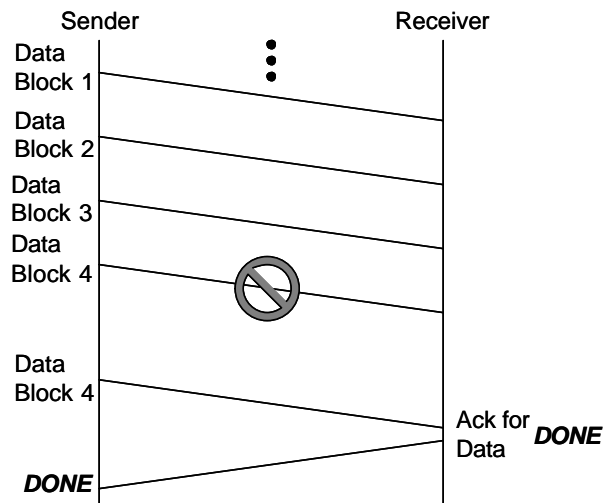 Sender
Receiver
Data
Block 1
Data
Block 2
Data
Block 3
Data
Block 4
Data
Block 4
Ack for
Data
DONE
DONE